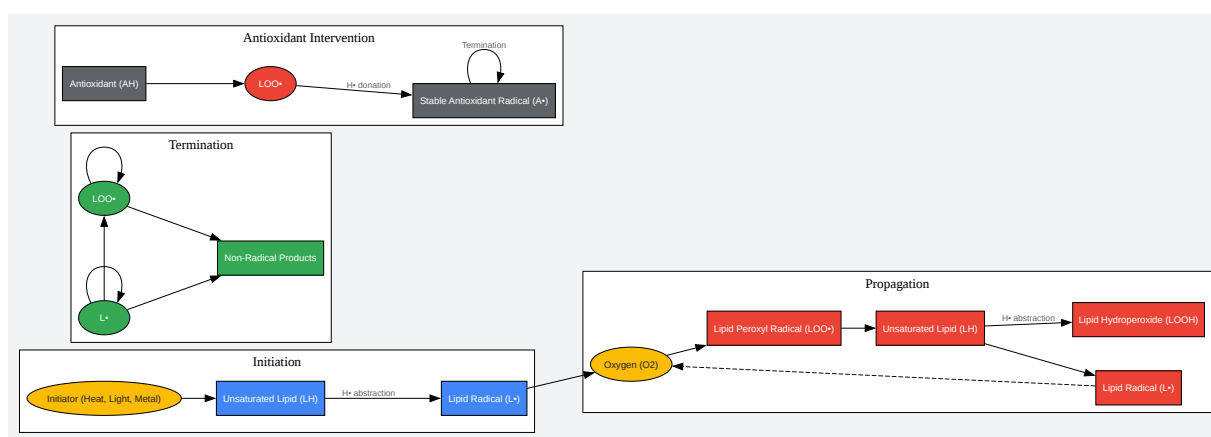 Antioxidant Intervention
Termination
Antioxidant (AH)
LOO•
H• donation
Stable Antioxidant Radical (A•)
Termination
LOO•
Non-Radical Products
L•
Initiation
Initiator (Heat, Light, Metal)
Unsaturated Lipid (LH)
H• abstraction
Lipid Radical (L•)
Propagation
Oxygen (O2)
Lipid Peroxyl Radical (LOO•)
Unsaturated Lipid (LH)
H• abstraction
Lipid Hydroperoxide (LOOH)
Lipid Radical (L•)